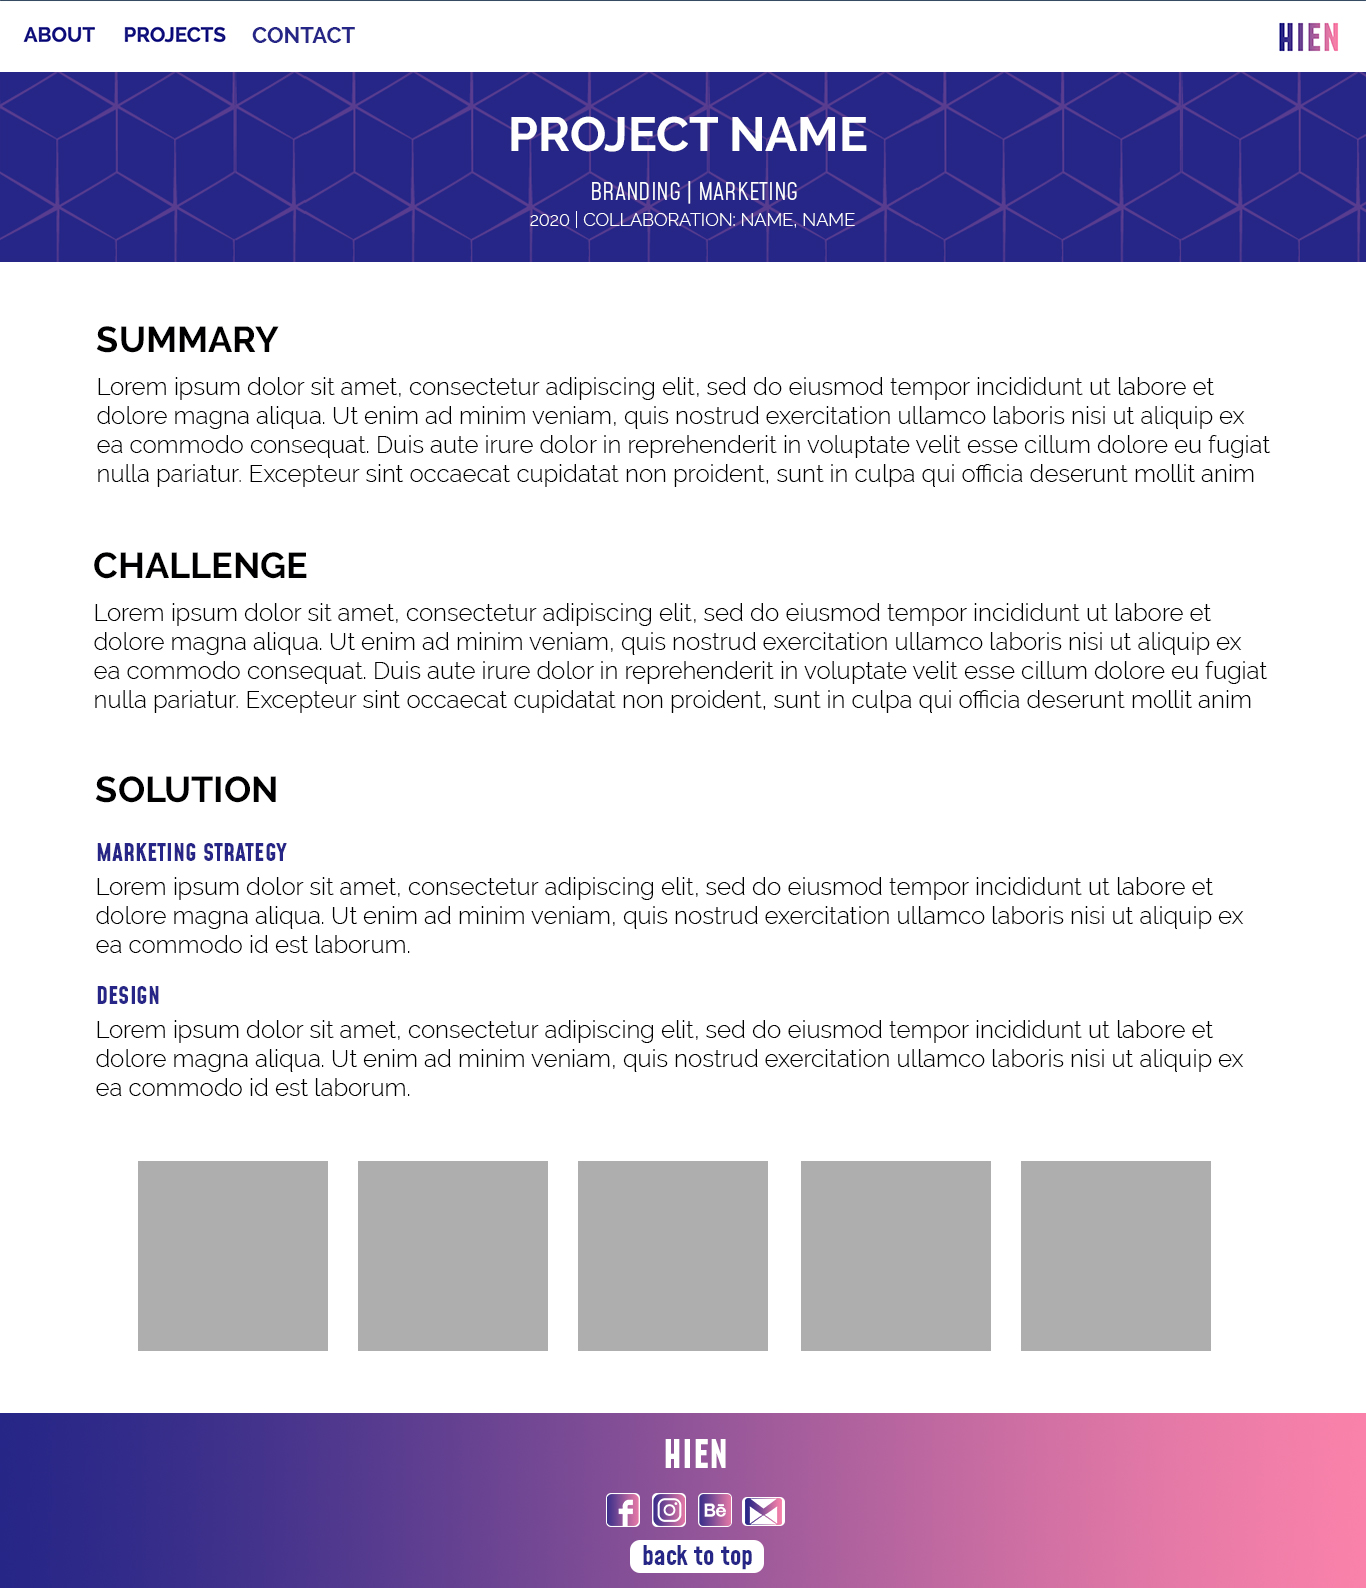 ABOUT PROJECTS CONTACT HIEN
PROJECT NAME
BRANDING | MARKETING
2020 | COLLABORATION: NAME, NAME
SUMMARY
Lorem ipsum dolor sit amet, consectetur adipiscing elit, sed do eiusmod tempor incididunt ut labore et
dolore magna aliqua. Ut enim ad minim veniam, quis nostrud exercitation ullamco laboris nisi ut aliquip ex
ea commodo consequat. Duis aute irure dolor in reprehenderit in voluptate velit esse cillum dolore eu fugiat
nulla pariatur. Excepteur sint occaecat cupidatat non proident, sunt in culpa qui officia deserunt mollit anim
CHALLENGE
Lorem ipsum dolor sit amet, consectetur adipiscing elit, sed do eiusmod tempor incididunt ut labore et
dolore magna aliqua. Ut enim ad minim veniam, quis nostrud exercitation ullamco laboris nisi ut aliquip ex
ea commodo consequat. Duis aute irure dolor in reprehenderit in voluptate velit esse cillum dolore eu fugiat
nulla pariatur. Excepteur sint occaecat cupidatat non proident, sunt in culpa qui officia deserunt mollit anim
SOLUTION
MARKETING STRATEGY
Lorem ipsum dolor sit amet, consectetur adipiscing elit, sed do eiusmod tempor incididunt ut labore et
dolore magna aliqua. Ut enim ad minim veniam, quis nostrud exercitation ullamco laboris nisi ut aliquip ex
ea commodo id est laborum.
DESIGN
Lorem ipsum dolor sit amet, consectetur adipiscing elit, sed do eiusmod tempor incididunt ut labore et
dolore magna aliqua. Ut enim ad minim veniam, quis nostrud exercitation ullamco laboris nisi ut aliquip ex
ea commodo id est laborum.
HIEN
f Bē
back to top